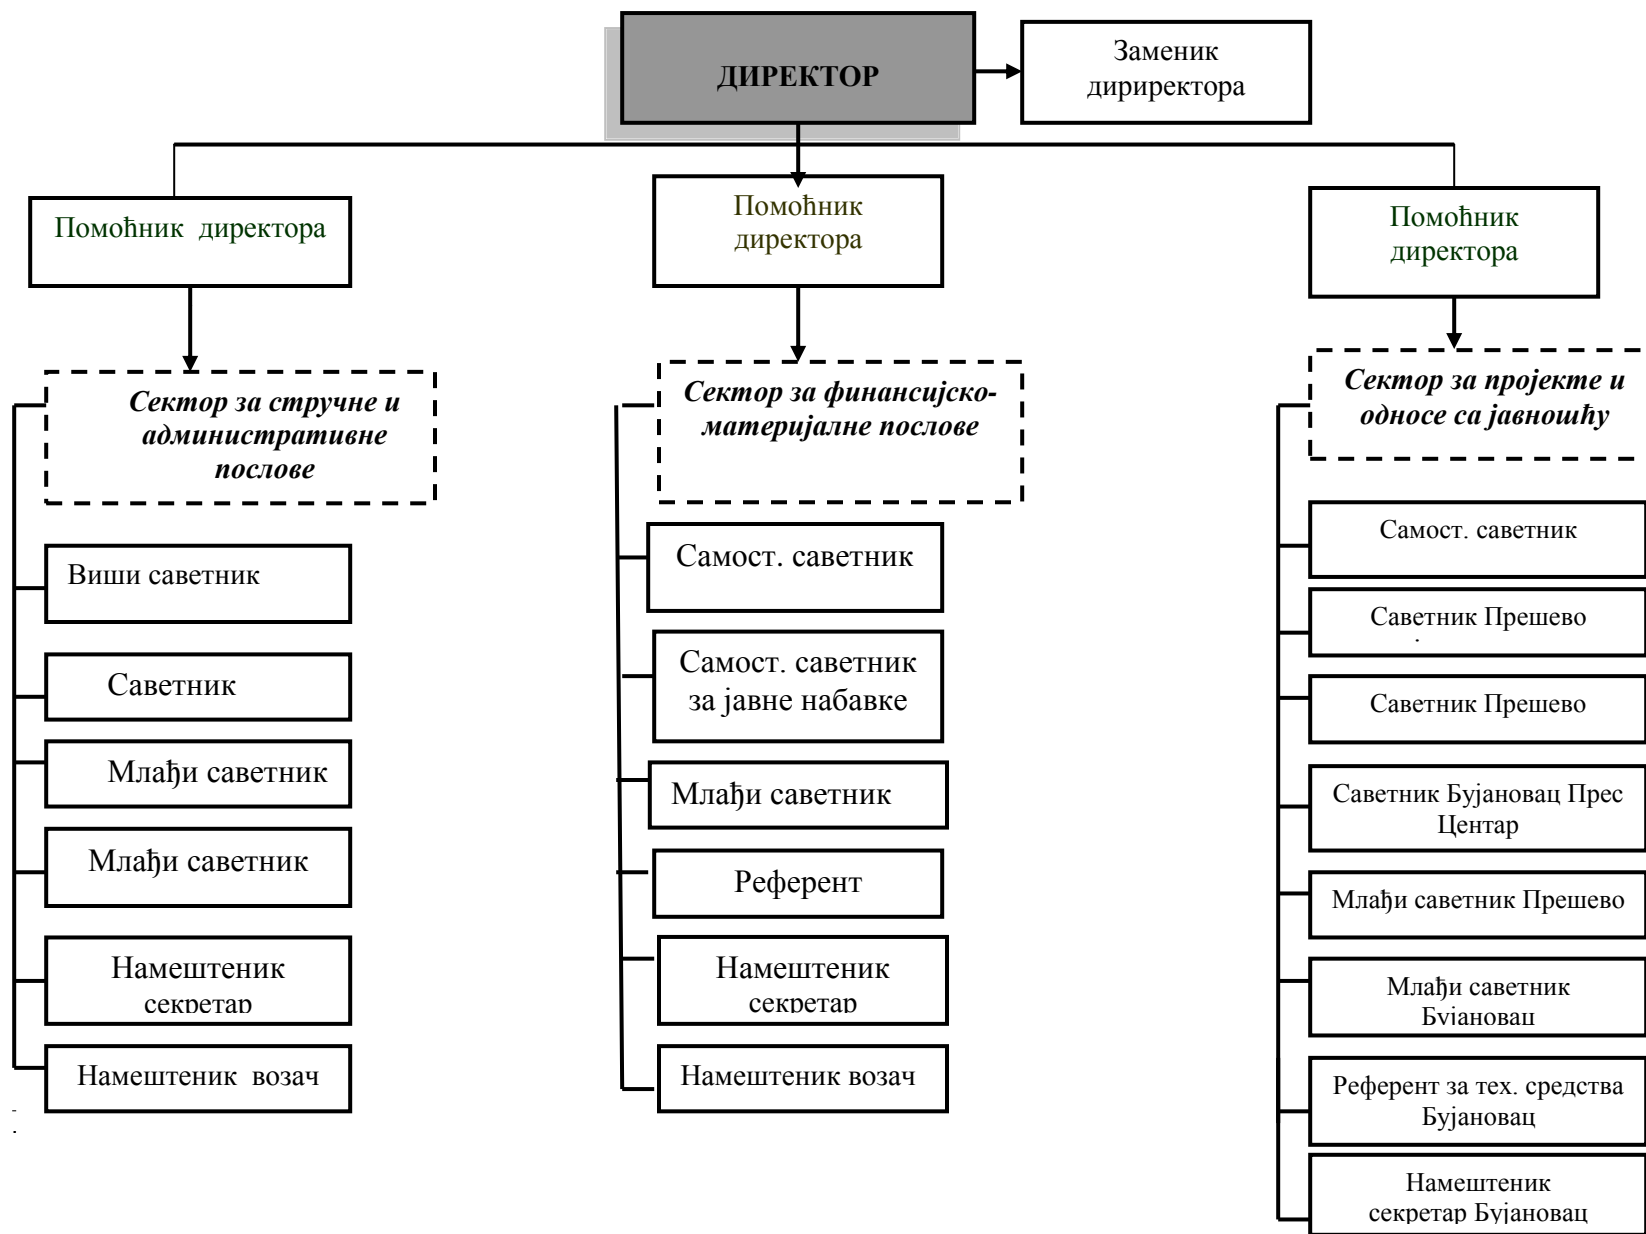 ДИРЕКТОР
Заменик
дириректора
Помоћник директора
Помоћник
директора
Помоћник
директора
Сектор за стручне и
административне
послове
Виши саветник
Саветник
Млађи саветник
Млађи саветник
Намештеник
секретар
Намештеник возач
Сектор за финансијско-
материјалне послове
Самост. саветник
Самост. саветник
за јавне набавке
Млађи саветник
Референт
Намештеник
секретар
Намештеник возач
Сектор за пројекте и
односе са јавношћу
Самост. саветник
Саветник Прешево
Саветник Прешево
Саветник Бујановац Прес
Центар
Млађи саветник Прешево
Млађи саветник
Бујановац
Референт за тех. средства
Бујановац
Намештеник
секретар Бујановац